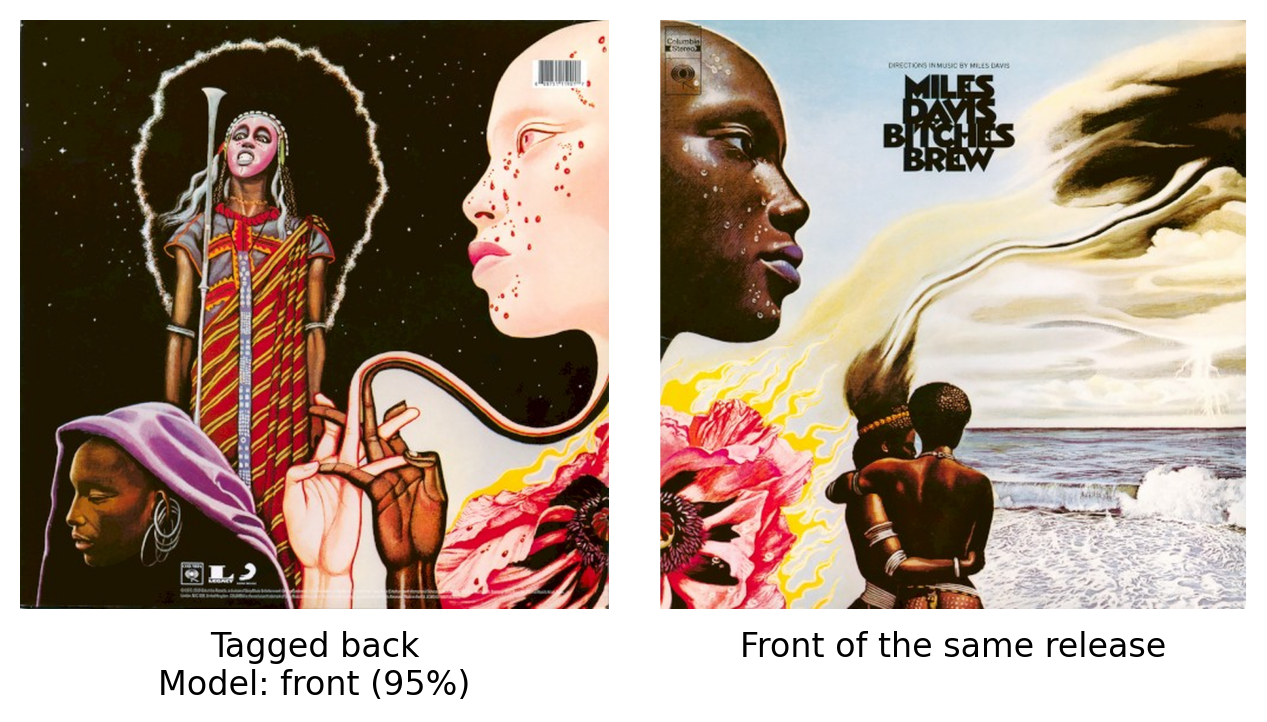 LEGACY
Columbia
Stereo
DIRECTIONS IN MUSIC BY MILES DAVIS
MILES
DAVIS
BITCHES
BREW
Tagged back
Model: front (95%)
Front of the same release